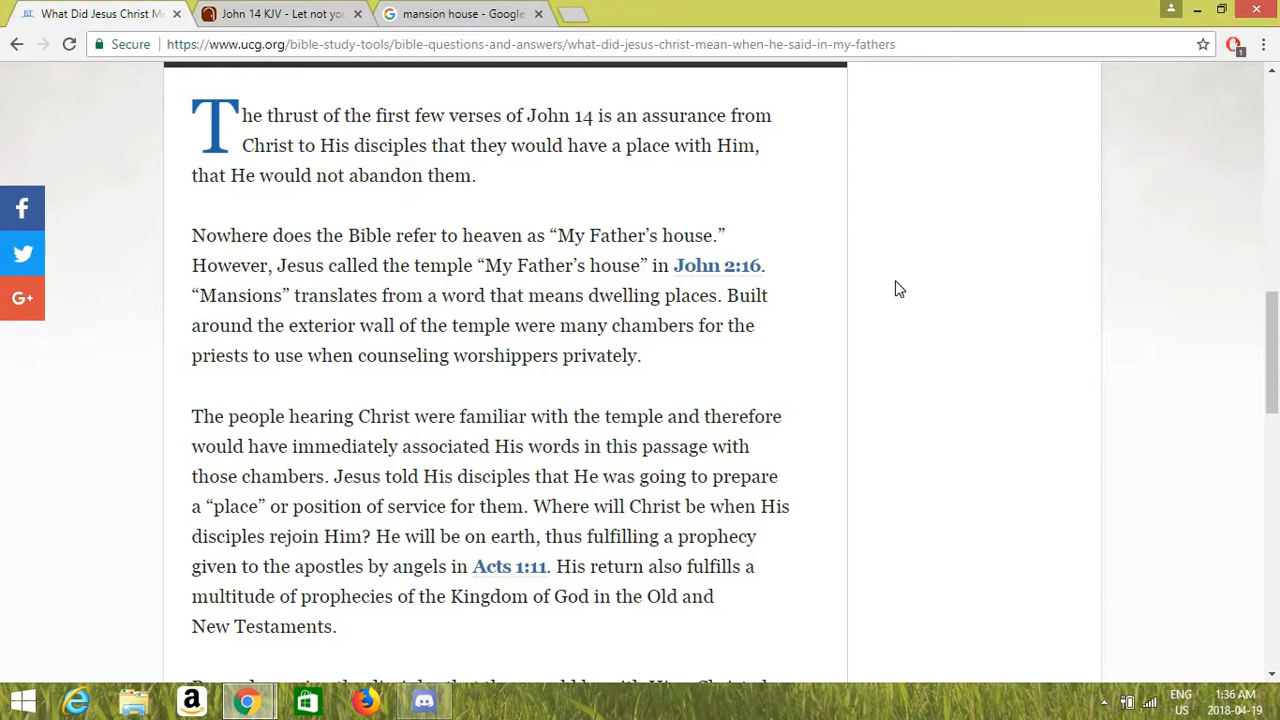 What Did Jesus Christ M
John 14 KJV - Let not you
mansion house - Google
Secure
https://www.ucg.org/bible-study-tools/bible-questions-and-answers/what-did-jesus-christ-mean-when-he-said-in-my-fathers
1
The thrust of the first few verses of John 14 is an assurance from
Christ to His disciples that they would have a place with Him,
that He would not abandon them.
Nowhere does the Bible refer to heaven as “My Father’s house.”
However, Jesus called the temple “My Father’s house” in John 2:16.
“Mansions” translates from a word that means dwelling places. Built
around the exterior wall of the temple were many chambers for the
priests to use when counseling worshippers privately.
The people hearing Christ were familiar with the temple and therefore
would have immediately associated His words in this passage with
those chambers. Jesus told His disciples that He was going to prepare
a “place” or position of service for them. Where will Christ be when His
disciples rejoin Him? He will be on earth, thus fulfilling a prophecy
given to the apostles by angels in Acts 1:11. His return also fulfills a
multitude of prophecies of the Kingdom of God in the Old and
New Testaments.
ENG
US
1:36 AM
2018-04-19